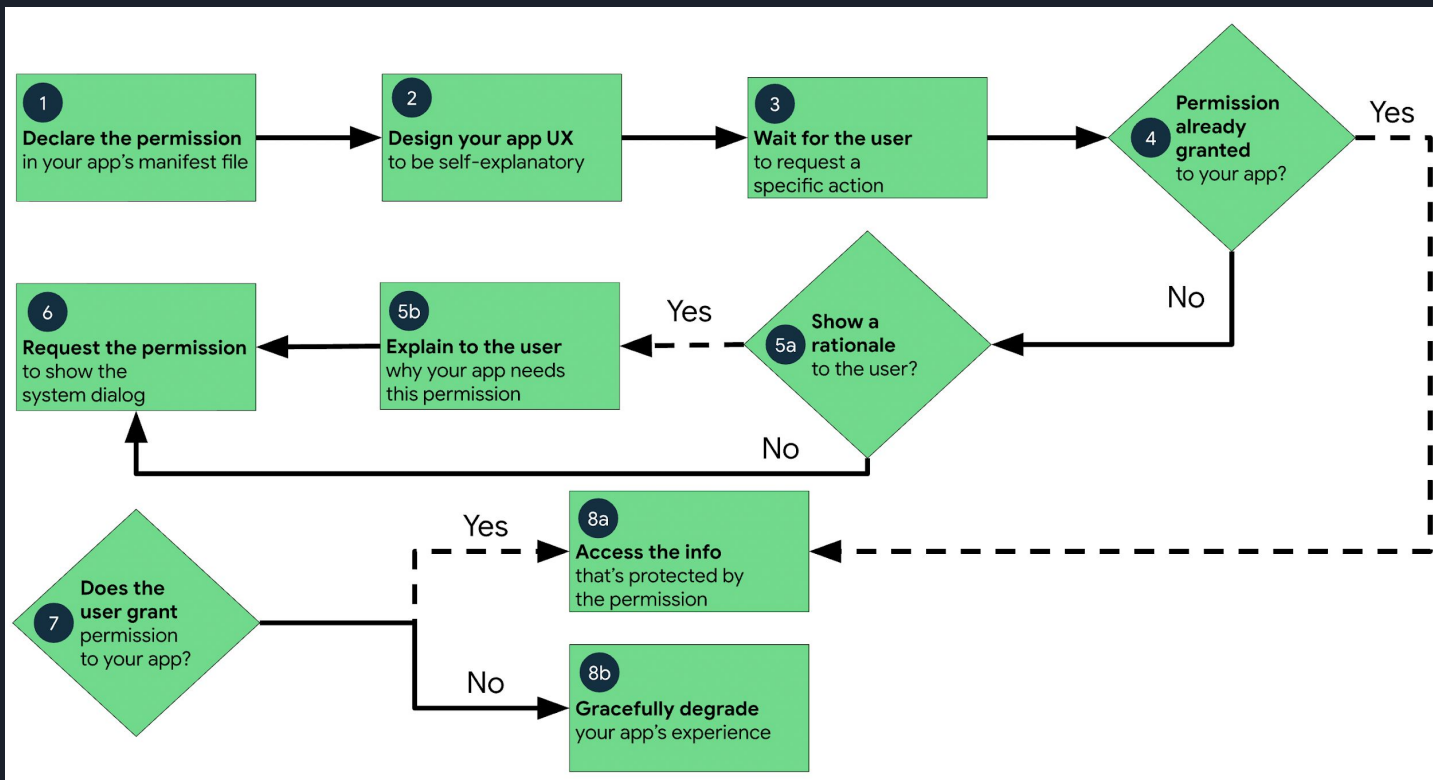 1
Declare the permission
in your app's manifest file
2
Design your app UX
to be self-explanatory
3
Wait for the user
to request a
specific action
4
Permission
already
granted
to your app?
Yes
No
5a
Show a
rationale
to the user?
Yes
5b
Explain to the user
why your app needs
this permission
6
Request the permission
to show the
system dialog
No
7
Does the
user grant
permission
to your app?
Yes
8a
Access the info
that's protected by
the permission
No
8b
Gracefully degrade
your app's experience